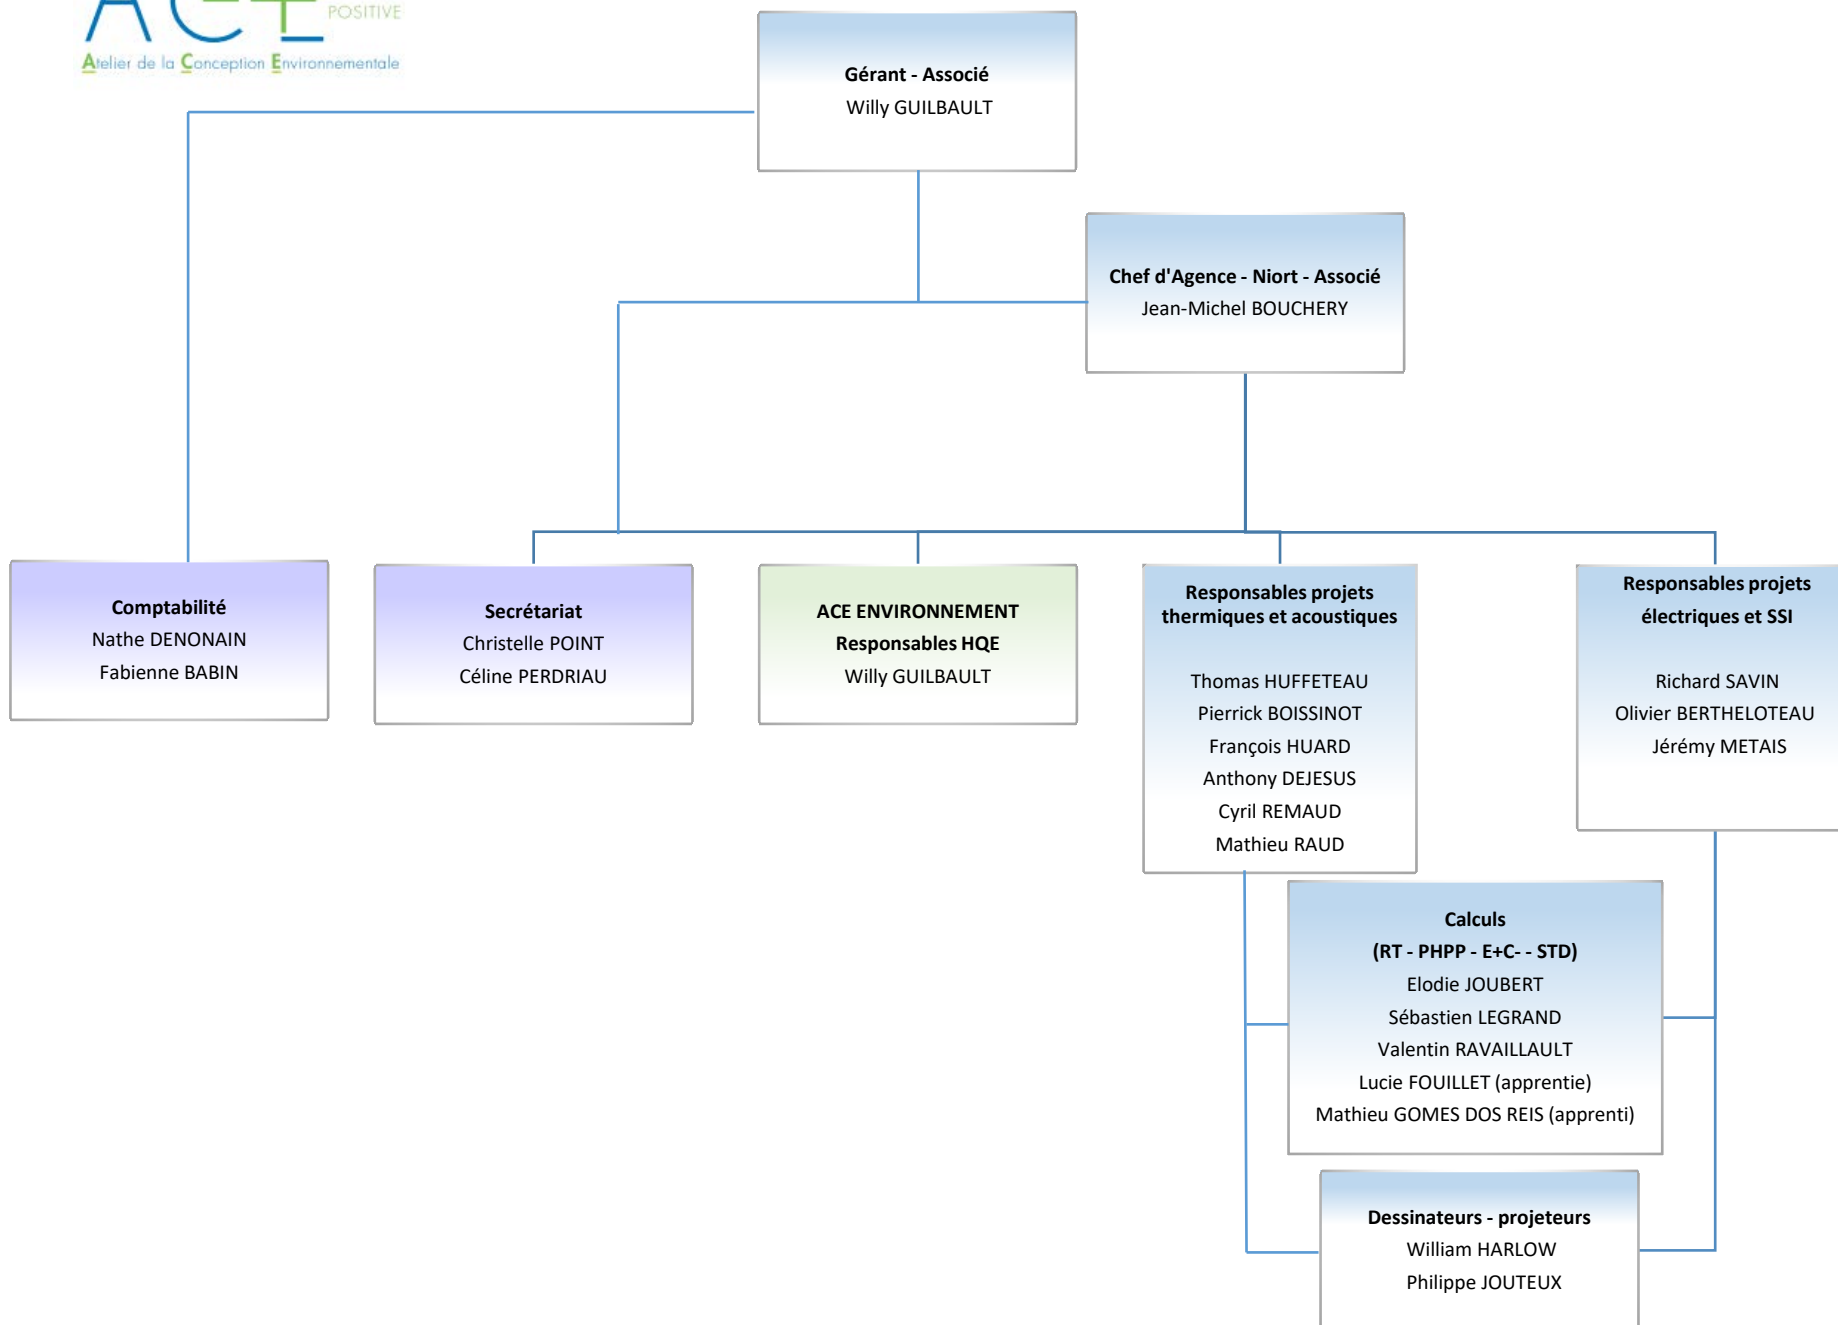 POSITIVE
Atelier de la Conception Environnementale
Gérant - Associé
Willy GUILBAULT
Chef d'Agence - Niort - Associé
Jean-Michel BOUCHERY
Comptabilité
Nathe DENONAIN
Fabienne BABIN
Secrétariat
Christelle POINT
Céline PERDRIAU
ACE ENVIRONNEMENT
Responsables HQE
Willy GUILBAULT
Responsables projets
thermiques et acoustiques
Thomas HUFFETEAU
Pierrick BOISSINOT
François HUARD
Anthony DEJESUS
Cyril REMAUD
Mathieu RAUD
Responsables projets
électriques et SSI
Richard SAVIN
Olivier BERTHELOTEAU
Jérémy METAIS
Calculs
(RT - PHPP - E+C- - STD)
Elodie JOUBERT
Sébastien LEGRAND
Valentin RAVAILLAULT
Lucie FOUILLET (apprentie)
Mathieu GOMES DOS REIS (apprenti)
Dessinateurs - projeteurs
William HARLOW
Philippe JOUTEUX